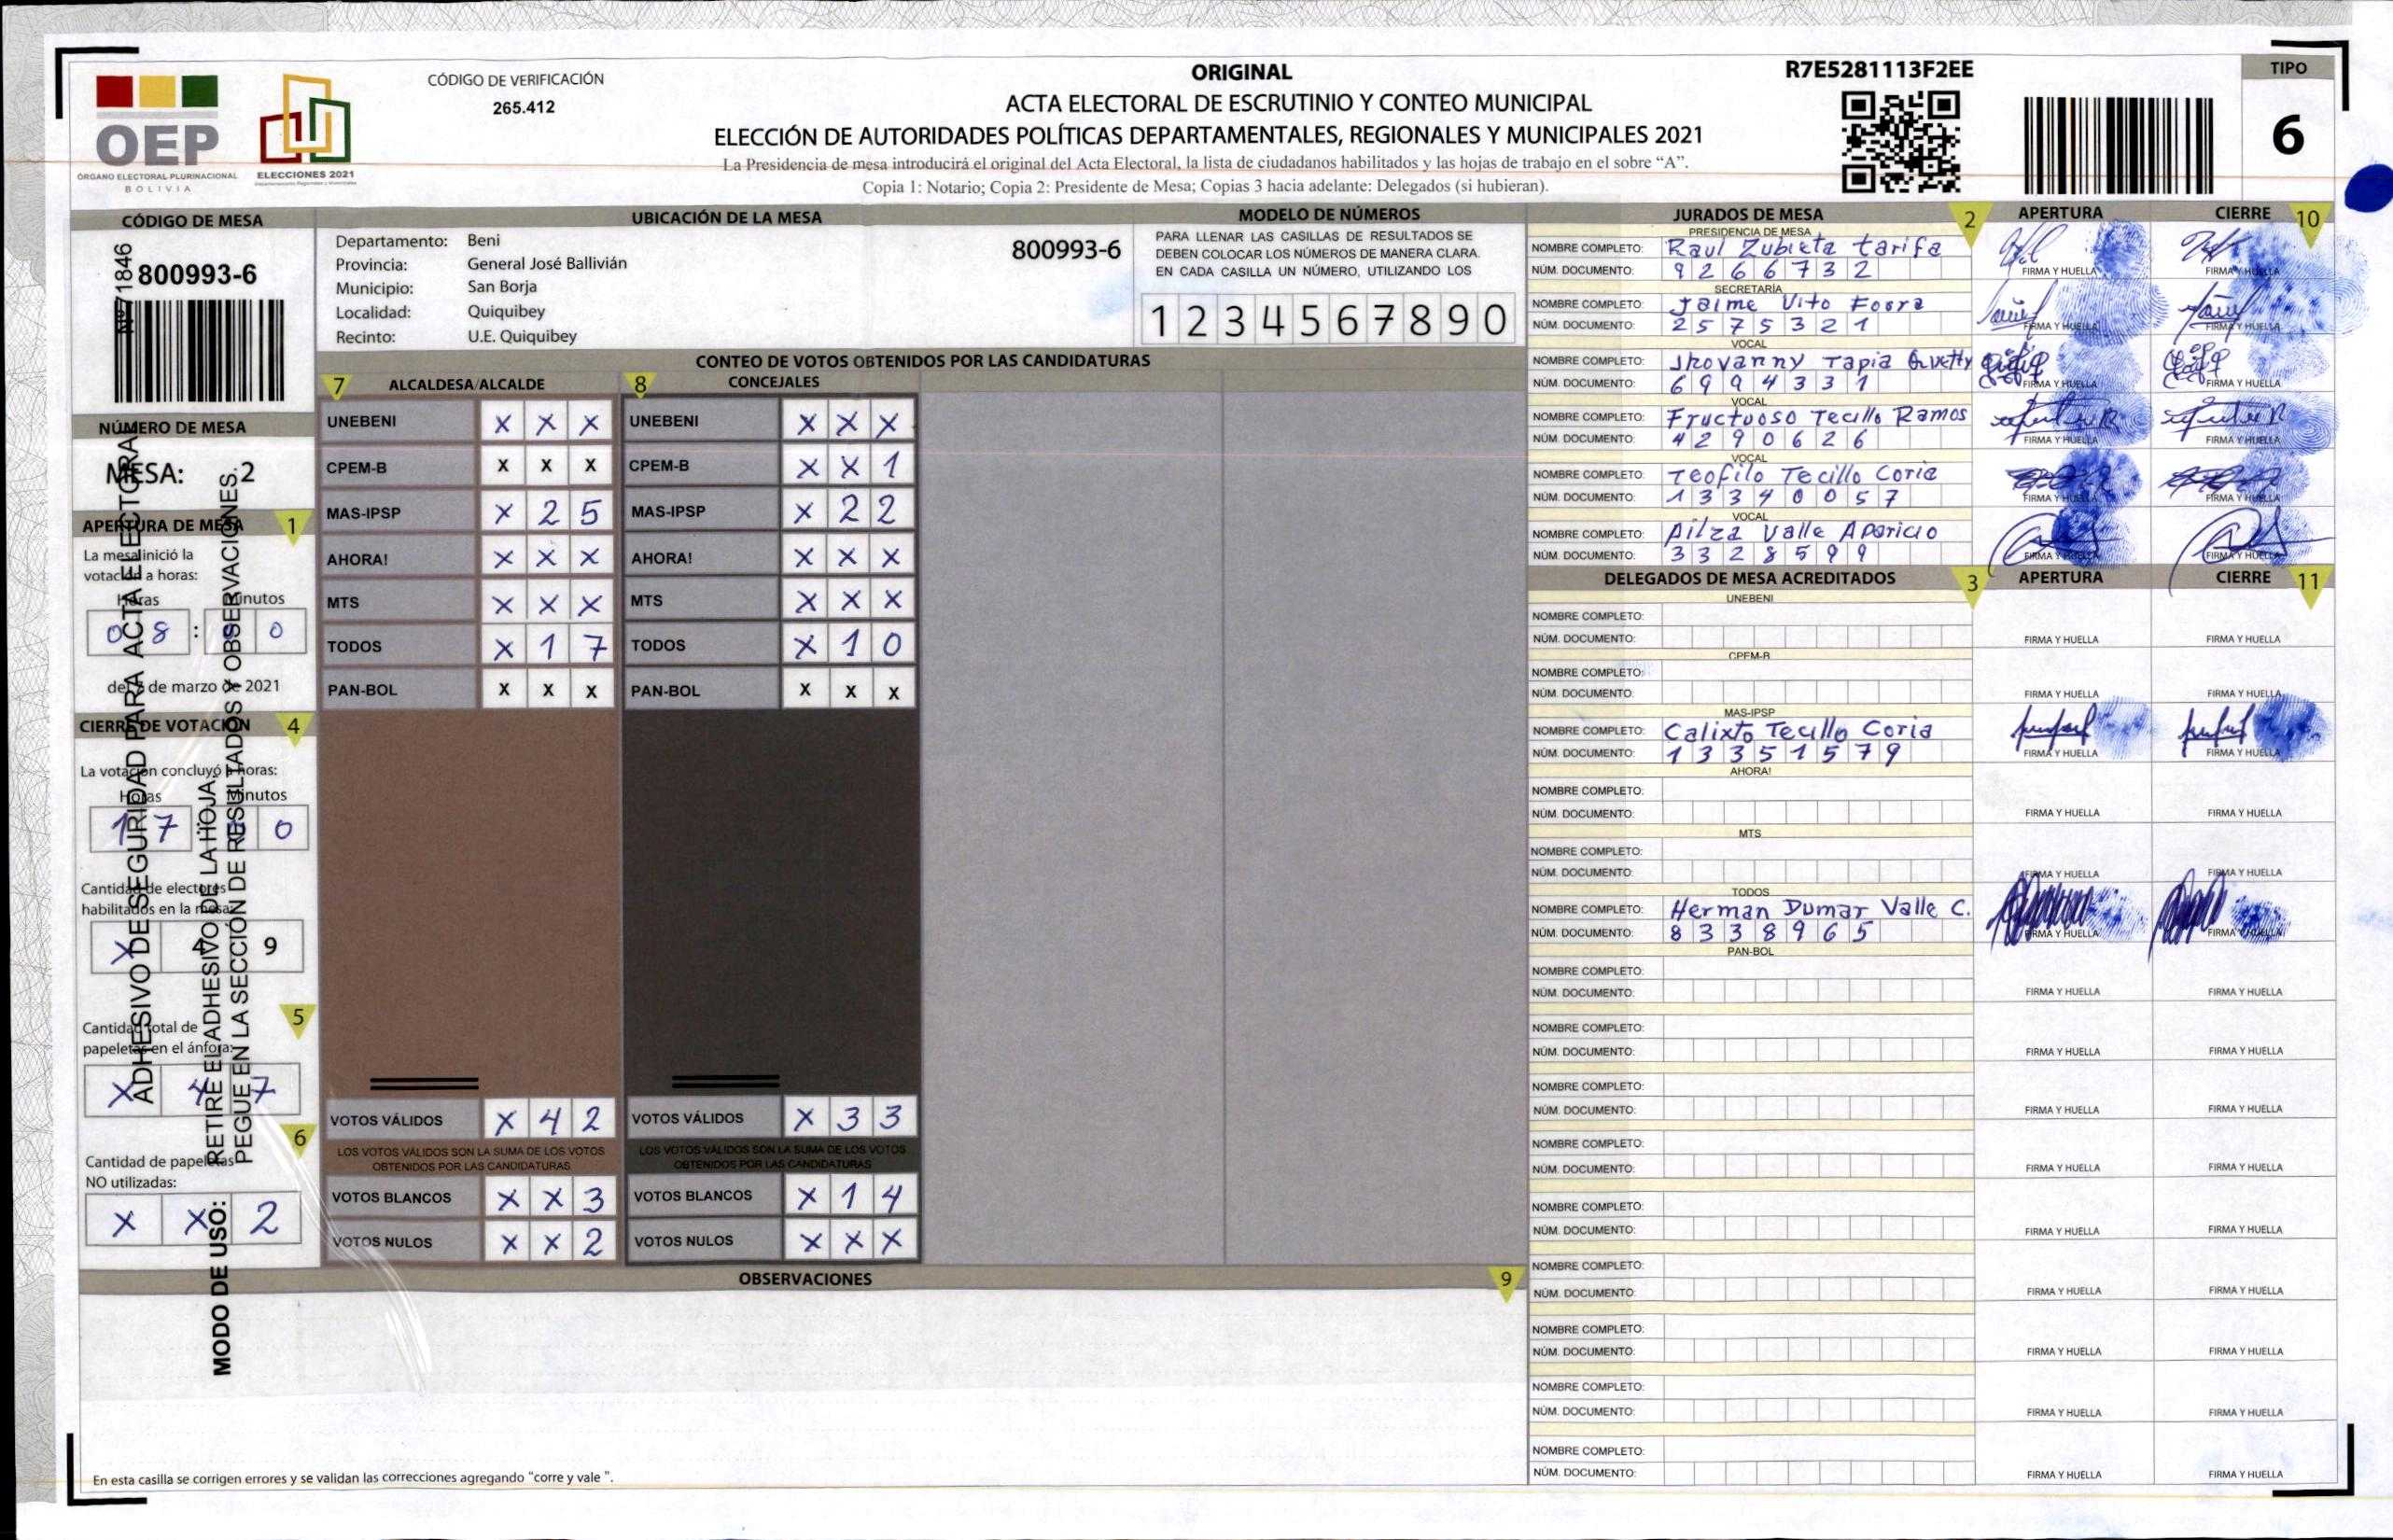 CÓDIGO DE VERIFICACIÓN
265.412
OEP
ÓRGANO ELECTORAL PLURINACIONAL
BOLIVIA
ELECCIONES 2021
ORIGINAL
ACTA ELECTORAL DE ESCRUTINIO Y CONTEO MUNICIPAL
ELECCIÓN DE AUTORIDADES POLÍTICAS DEPARTAMENTALES, REGIONALES Y MUNICIPALES 2021
La Presidencia de mesa introducirá el original del Acta Electoral, la lista de ciudadanos habilitados y las hojas de trabajo en el sobre “A”.
Copia 1: Notario; Copia 2: Presidente de Mesa; Copias 3 hacia adelante: Delegados (si hubieran).
R7E5281113F2EE
TIPO
6
CÓDIGO DE MESA
800993-6
NÚMERO DE MESA
MESA: 2
APERTURA DE MESA 1
La mesa inició la
votación a horas:
Horas Minutos
0 8 : 0
del 7 de marzo de 2021
CIERRE DE VOTACIÓN 4
La votación concluyó a horas:
Horas Minutos
1 7 0
Cantidad de electores
habilitados en la mesa:
X 4 9
5
Cantidad total de
papeletas en el ánfora:
X 4 7
6
Cantidad de papeletas
NO utilizadas:
X X 2
Nº 71846
ADHESIVO DE SEGURIDAD PARA ACTA ELECTORAL
MODO DE USO: RETIRE EL ADHESIVO DE LA HOJA,
PEGUE EN LA SECCIÓN DE RESULTADOS Y OBSERVACIONES.
UBICACIÓN DE LA MESA
Departamento: Beni
Provincia: General José Ballivián
Municipio: San Borja
Localidad: Quiquibey
Recinto: U.E. Quiquibey
800993-6
MODELO DE NÚMEROS
PARA LLENAR LAS CASILLAS DE RESULTADOS SE
DEBEN COLOCAR LOS NÚMEROS DE MANERA CLARA.
EN CADA CASILLA UN NÚMERO, UTILIZANDO LOS
1 2 3 4 5 6 7 8 9 0
CONTEO DE VOTOS OBTENIDOS POR LAS CANDIDATURAS
7 ALCALDESA/ALCALDE
UNEBENI X X X
CPEM-B X X X
MAS-IPSP X 2 5
AHORA! X X X
MTS X X X
TODOS X 1 7
PAN-BOL X X X
VOTOS VÁLIDOS X 4 2
LOS VOTOS VÁLIDOS SON LA SUMA DE LOS VOTOS
OBTENIDOS POR LAS CANDIDATURAS
VOTOS BLANCOS X X 3
VOTOS NULOS X X 2
8 CONCEJALES
UNEBENI X X X
CPEM-B X X 1
MAS-IPSP X 2 2
AHORA! X X X
MTS X X X
TODOS X 1 0
PAN-BOL X X X
VOTOS VÁLIDOS X 3 3
LOS VOTOS VÁLIDOS SON LA SUMA DE LOS VOTOS
OBTENIDOS POR LAS CANDIDATURAS
VOTOS BLANCOS X 1 4
VOTOS NULOS X X X
OBSERVACIONES 9
En esta casilla se corrigen errores y se validan las correcciones agregando “corre y vale ”.
JURADOS DE MESA 2 APERTURA CIERRE 10
PRESIDENCIA DE MESA
NOMBRE COMPLETO: Raul Zubieta tarifa
NÚM. DOCUMENTO: 9266732 FIRMA Y HUELLA FIRMA Y HUELLA
SECRETARÍA
NOMBRE COMPLETO: Jaime Vito
NÚM. DOCUMENTO: 2575321 FIRMA Y HUELLA FIRMA Y HUELLA
VOCAL
NOMBRE COMPLETO: Jhovanny Tapia
NÚM. DOCUMENTO: 6994331 FIRMA Y HUELLA FIRMA Y HUELLA
VOCAL
NOMBRE COMPLETO: Fructuoso Tecillo Ramos
NÚM. DOCUMENTO: 4290626 FIRMA Y HUELLA FIRMA Y HUELLA
VOCAL
NOMBRE COMPLETO: Teofilo Tecillo Coria
NÚM. DOCUMENTO: 13340057 FIRMA Y HUELLA FIRMA Y HUELLA
VOCAL
NOMBRE COMPLETO: Ailza Valle Aparicio
NÚM. DOCUMENTO: 3328599 FIRMA Y HUELLA FIRMA Y HUELLA
DELEGADOS DE MESA ACREDITADOS 3 APERTURA CIERRE 11
UNEBENI
NOMBRE COMPLETO:
NÚM. DOCUMENTO: FIRMA Y HUELLA FIRMA Y HUELLA
CPEM-B
NOMBRE COMPLETO:
NÚM. DOCUMENTO: FIRMA Y HUELLA FIRMA Y HUELLA
MAS-IPSP
NOMBRE COMPLETO: Calixto Tecillo Coria
NÚM. DOCUMENTO: 13351579 FIRMA Y HUELLA FIRMA Y HUELLA
AHORA!
NOMBRE COMPLETO:
NÚM. DOCUMENTO: FIRMA Y HUELLA FIRMA Y HUELLA
MTS
NOMBRE COMPLETO:
NÚM. DOCUMENTO: FIRMA Y HUELLA FIRMA Y HUELLA
TODOS
NOMBRE COMPLETO: Herman Dumar Valle C.
NÚM. DOCUMENTO: 8338965 FIRMA Y HUELLA FIRMA Y HUELLA
PAN-BOL
NOMBRE COMPLETO:
NÚM. DOCUMENTO: FIRMA Y HUELLA FIRMA Y HUELLA
NOMBRE COMPLETO:
NÚM. DOCUMENTO: FIRMA Y HUELLA FIRMA Y HUELLA
NOMBRE COMPLETO:
NÚM. DOCUMENTO: FIRMA Y HUELLA FIRMA Y HUELLA
NOMBRE COMPLETO:
NÚM. DOCUMENTO: FIRMA Y HUELLA FIRMA Y HUELLA
NOMBRE COMPLETO:
NÚM. DOCUMENTO: FIRMA Y HUELLA FIRMA Y HUELLA
NOMBRE COMPLETO:
NÚM. DOCUMENTO: FIRMA Y HUELLA FIRMA Y HUELLA
NOMBRE COMPLETO:
NÚM. DOCUMENTO: FIRMA Y HUELLA FIRMA Y HUELLA
NOMBRE COMPLETO:
NÚM. DOCUMENTO: FIRMA Y HUELLA FIRMA Y HUELLA
NOMBRE COMPLETO:
NÚM. DOCUMENTO: FIRMA Y HUELLA FIRMA Y HUELLA